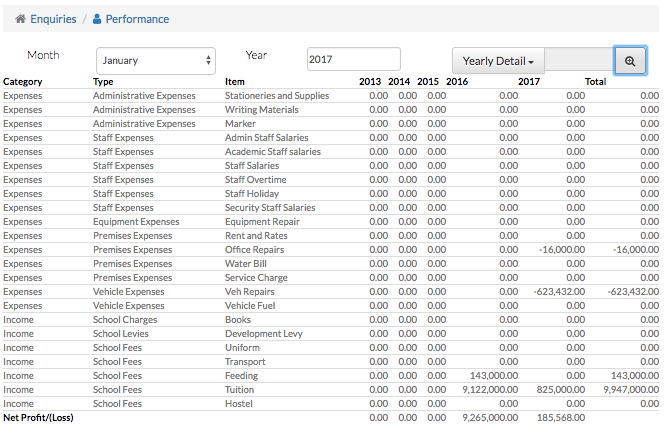 Enquiries / Performance
Month January Year 2017 Yearly Detail
Category Type Item 2013 2014 2015 2016 2017 Total
Expenses Administrative Expenses Stationeries and Supplies 0.00 0.00 0.00 0.00 0.00 0.00
Expenses Administrative Expenses Writing Materials 0.00 0.00 0.00 0.00 0.00 0.00
Expenses Administrative Expenses Marker 0.00 0.00 0.00 0.00 0.00 0.00
Expenses Staff Expenses Admin Staff Salaries 0.00 0.00 0.00 0.00 0.00 0.00
Expenses Staff Expenses Academic Staff salaries 0.00 0.00 0.00 0.00 0.00 0.00
Expenses Staff Expenses Staff Salaries 0.00 0.00 0.00 0.00 0.00 0.00
Expenses Staff Expenses Staff Overtime 0.00 0.00 0.00 0.00 0.00 0.00
Expenses Staff Expenses Staff Holiday 0.00 0.00 0.00 0.00 0.00 0.00
Expenses Staff Expenses Security Staff Salaries 0.00 0.00 0.00 0.00 0.00 0.00
Expenses Equipment Expenses Equipment Repair 0.00 0.00 0.00 0.00 0.00 0.00
Expenses Premises Expenses Rent and Rates 0.00 0.00 0.00 0.00 0.00 0.00
Expenses Premises Expenses Office Repairs 0.00 0.00 0.00 0.00 -16,000.00 -16,000.00
Expenses Premises Expenses Water Bill 0.00 0.00 0.00 0.00 0.00 0.00
Expenses Premises Expenses Service Charge 0.00 0.00 0.00 0.00 0.00 0.00
Expenses Vehicle Expenses Veh Repairs 0.00 0.00 0.00 0.00 -623,432.00 -623,432.00
Expenses Vehicle Expenses Vehicle Fuel 0.00 0.00 0.00 0.00 0.00 0.00
Income School Charges Books 0.00 0.00 0.00 0.00 0.00 0.00
Income School Levies Development Levy 0.00 0.00 0.00 0.00 0.00 0.00
Income School Fees Uniform 0.00 0.00 0.00 0.00 0.00 0.00
Income School Fees Transport 0.00 0.00 0.00 0.00 0.00 0.00
Income School Fees Feeding 0.00 0.00 0.00 143,000.00 0.00 143,000.00
Income School Fees Tuition 0.00 0.00 0.00 9,122,000.00 825,000.00 9,947,000.00
Income School Fees Hostel 0.00 0.00 0.00 0.00 0.00 0.00
Net Profit/(Loss) 0.00 0.00 0.00 9,265,000.00 185,568.00